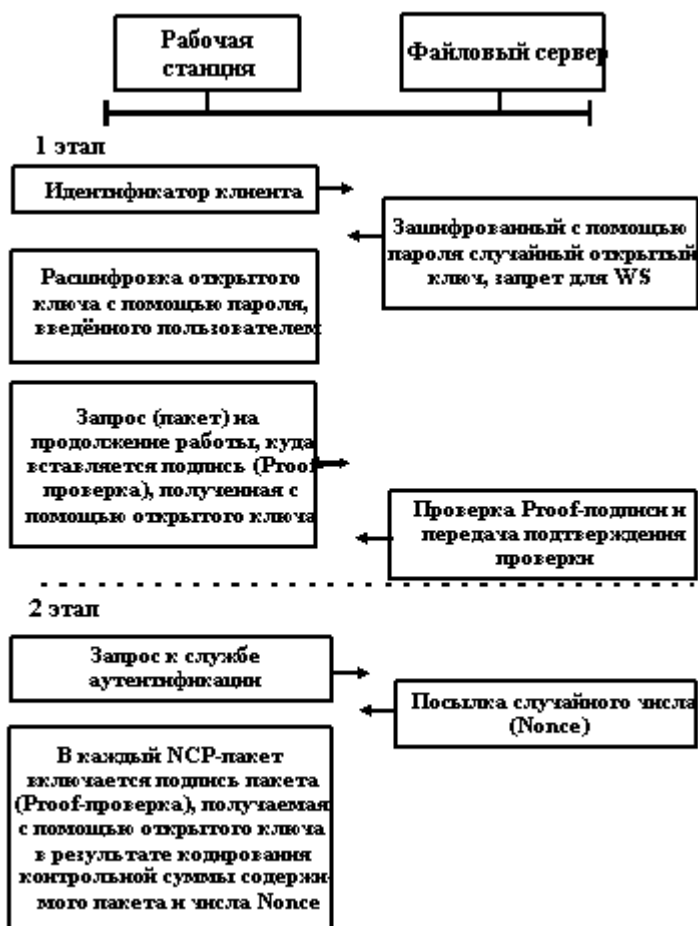 Рабочая
станция
Файловый сервер
1 этап
Идентификатор клиента
Зашифрованный с помощью
пароля случайный открытый
ключ, запрет для WS
Расшифровка открытого
ключа с помощью пароля,
введённого пользователем
Запрос (пакет) на
продолжение работы, куда
вставляется подпись (Proof-
проверка), полученная с
помощью открытого ключа
Проверка Proof-подписи и
передача подтверждения
проверки
2 этап
Запрос к службе
аутентификации
Посылка случайного числа
(Nonce)
В каждый NCP-пакет
включается подпись пакета
(Proof-проверка), получаемая
с помощью открытого ключа
в результате кодирования
контрольной суммы содержи-
мого пакета и числа Nonce